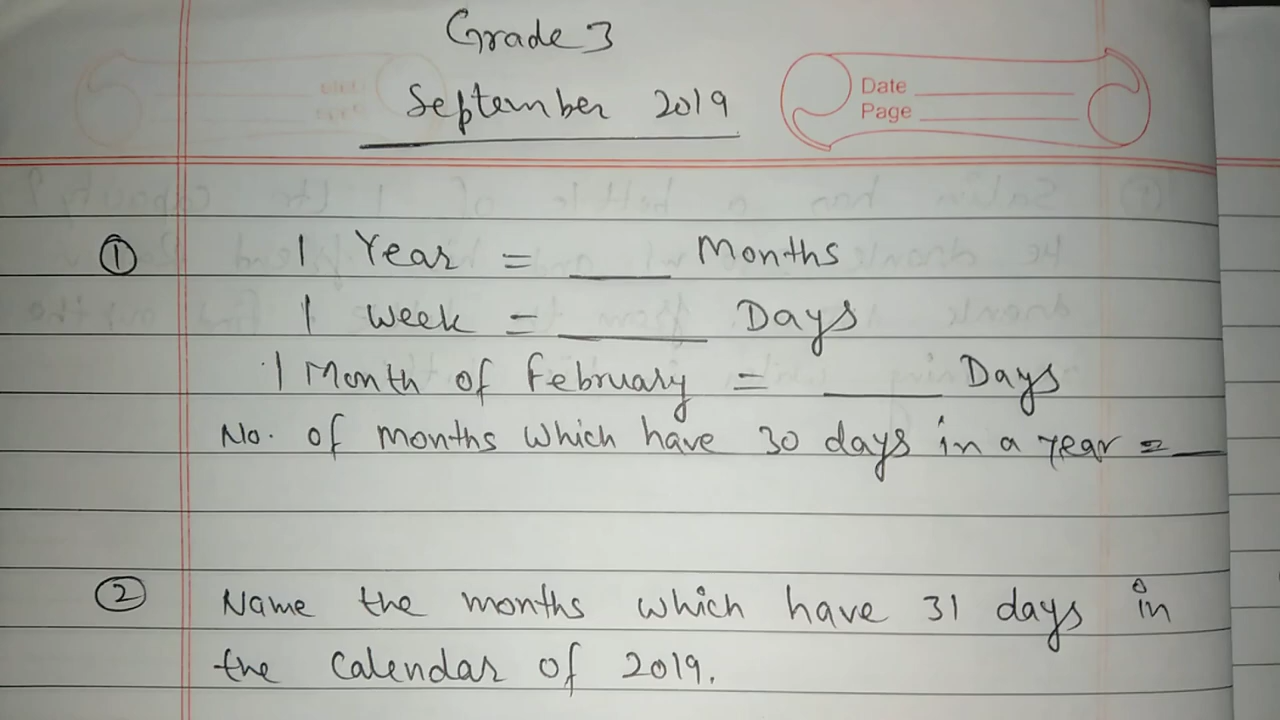 Grade 3
September 2019
Date
Page
① 1 Year = ____ Months
1 Week = ____ Days
1 Month of February = ____ Days
No. of months which have 30 days in a year = __
② Name the months which have 31 days in
the Calendar of 2019.